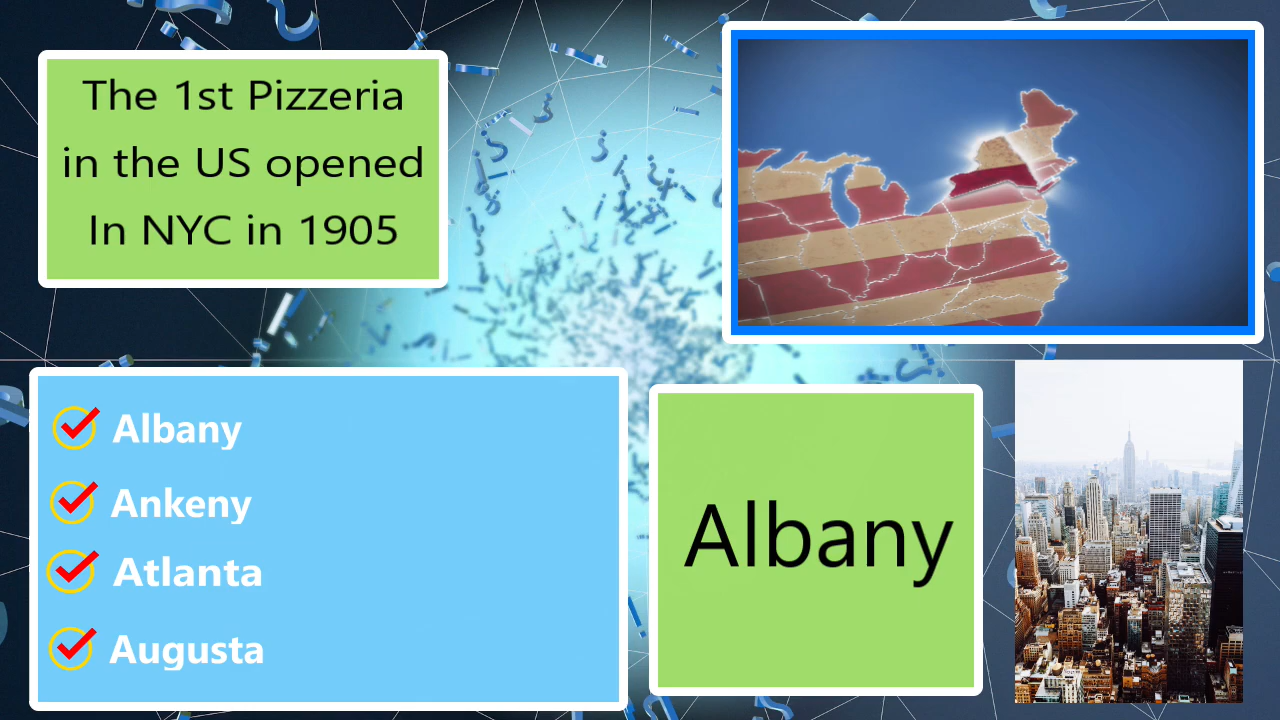 The 1st Pizzeria
in the US opened
In NYC in 1905
Albany
Ankeny
Atlanta
Augusta
Albany